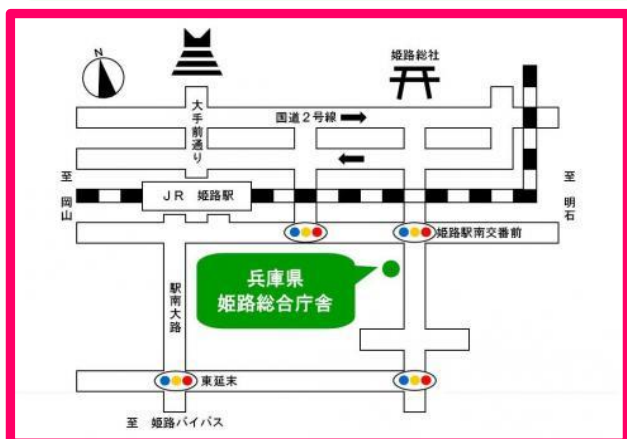 N
姫路総社
大手前通り
国道2号線
至 岡山
JR 姫路駅
至 明石
姫路駅南交番前
兵庫県
姫路総合庁舎
駅南大路
東延末
至 姫路バイパス